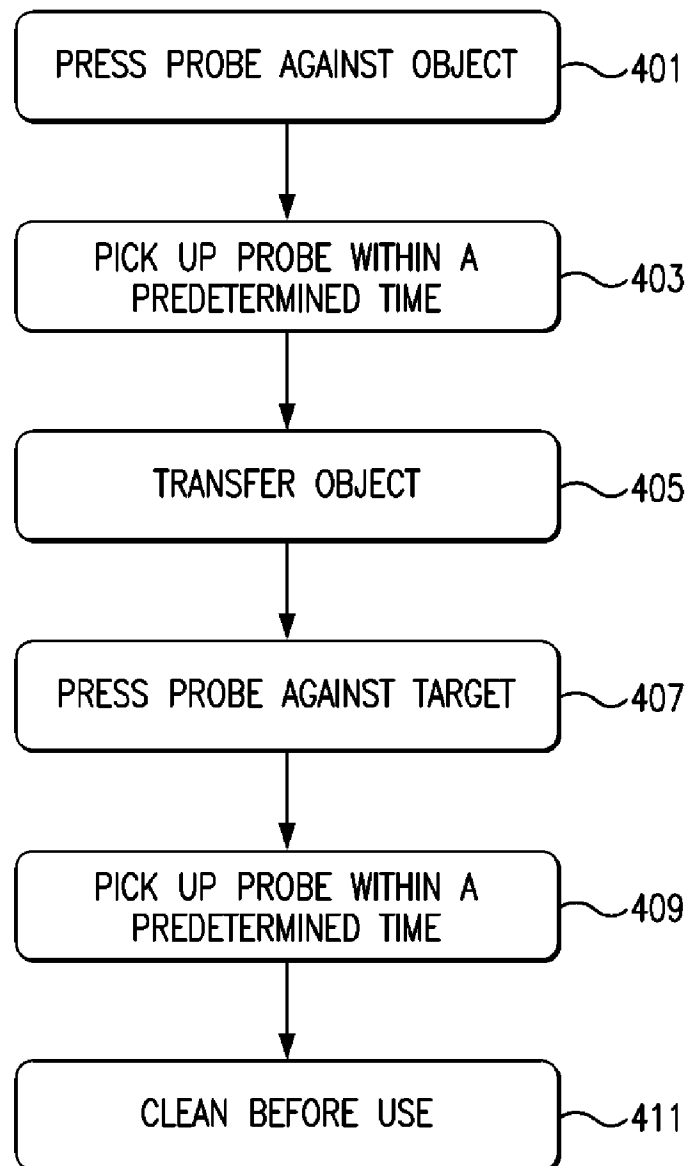 PRESS PROBE AGAINST OBJECT 401
PICK UP PROBE WITHIN A
PREDETERMINED TIME 403
TRANSFER OBJECT 405
PRESS PROBE AGAINST TARGET 407
PICK UP PROBE WITHIN A
PREDETERMINED TIME 409
CLEAN BEFORE USE 411